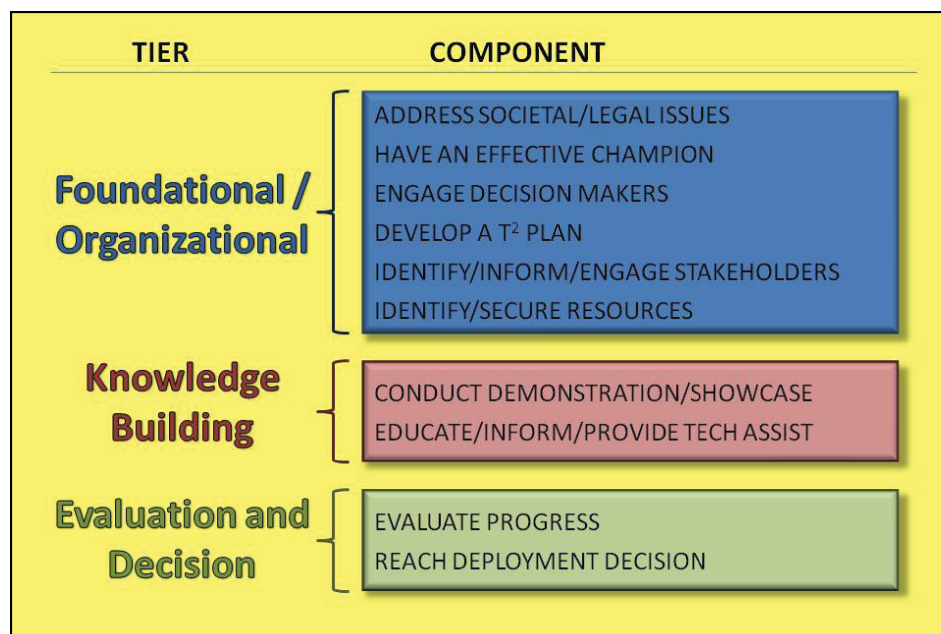 TIER COMPONENT
Foundational /
Organizational
ADDRESS SOCIETAL/LEGAL ISSUES
HAVE AN EFFECTIVE CHAMPION
ENGAGE DECISION MAKERS
DEVELOP A T² PLAN
IDENTIFY/INFORM/ENGAGE STAKEHOLDERS
IDENTIFY/SECURE RESOURCES
Knowledge
Building
CONDUCT DEMONSTRATION/SHOWCASE
EDUCATE/INFORM/PROVIDE TECH ASSIST
Evaluation and
Decision
EVALUATE PROGRESS
REACH DEPLOYMENT DECISION